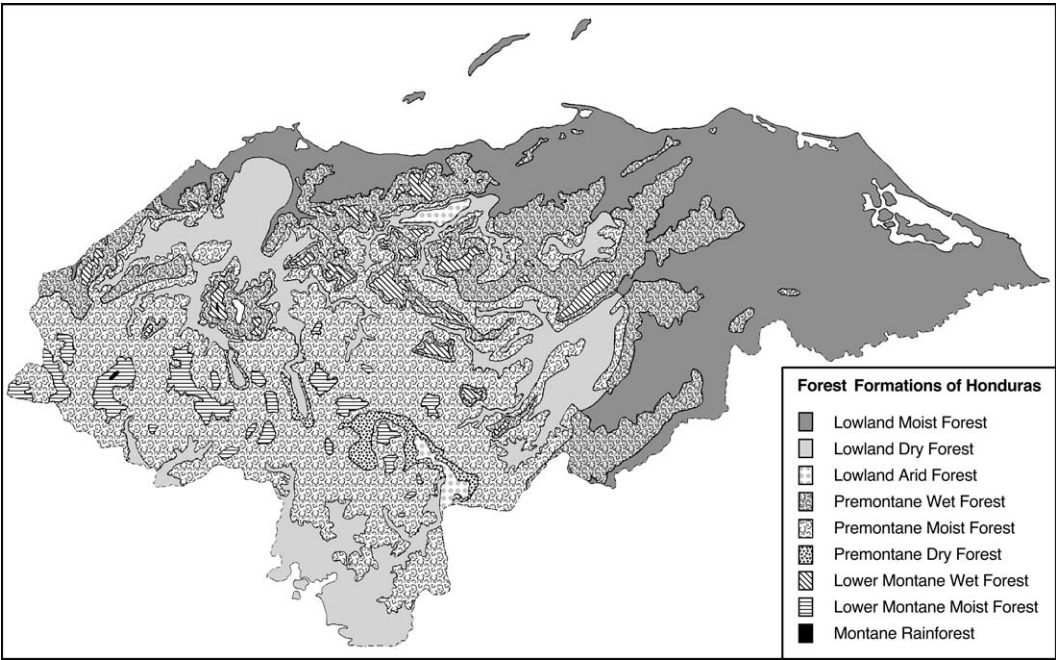 Forest Formations of Honduras
Lowland Moist Forest
Lowland Dry Forest
Lowland Arid Forest
Premontane Wet Forest
Premontane Moist Forest
Premontane Dry Forest
Lower Montane Wet Forest
Lower Montane Moist Forest
Montane Rainforest